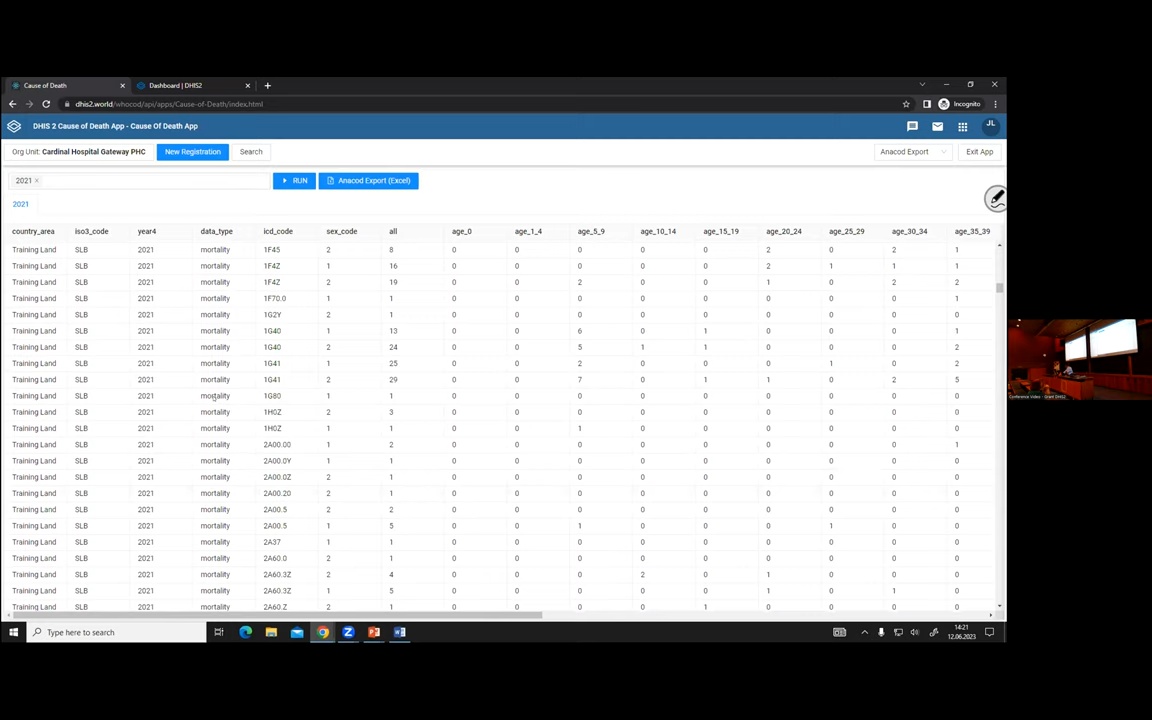 Cause of Death
Dashboard | DHIS2
dhis2.world/whocod/api/apps/Cause-of-Death/index.html
Incognito
DHIS 2 Cause of Death App - Cause Of Death App
JL
Org Unit: Cardinal Hospital Gateway PHC New Registration Search Anacod Export Exit App
2021 RUN Anacod Export (Excel)
2021
country_area iso3_code year4 data_type icd_code sex_code all age_0 age_1_4 age_5_9 age_10_14 age_15_19 age_20_24 age_25_29 age_30_34 age_35_39
Training Land SLB 2021 mortality 1F45 2 8 0 0 0 0 0 2 0 2 1
Training Land SLB 2021 mortality 1F4Z 1 16 0 0 0 0 0 2 1 1 1
Training Land SLB 2021 mortality 1F4Z 2 19 0 0 2 0 0 1 0 2 2
Training Land SLB 2021 mortality 1F70.0 1 1 0 0 0 0 0 0 0 0 1
Training Land SLB 2021 mortality 1G2Y 2 1 0 0 0 0 0 0 0 0 0
Training Land SLB 2021 mortality 1G40 1 13 0 0 6 0 1 0 0 0 1
Training Land SLB 2021 mortality 1G40 2 24 0 0 5 1 1 0 0 0 2
Training Land SLB 2021 mortality 1G41 1 25 0 0 2 0 0 0 1 0 2
Training Land SLB 2021 mortality 1G41 2 29 0 0 7 0 1 1 0 2 5
Training Land SLB 2021 mortality 1G80 1 1 0 0 0 0 0 0 0 0 0
Training Land SLB 2021 mortality 1H0Z 2 3 0 0 0 0 0 0 0 0 0
Training Land SLB 2021 mortality 1H0Z 1 1 0 0 1 0 0 0 0 0 0
Training Land SLB 2021 mortality 2A00.00 1 2 0 0 0 0 0 0 0 0 1
Training Land SLB 2021 mortality 2A00.0Y 1 1 0 0 0 0 0 0 0 0 0
Training Land SLB 2021 mortality 2A00.0Z 2 1 0 0 0 0 0 0 0 0 0
Training Land SLB 2021 mortality 2A00.20 2 1 0 0 0 0 0 0 0 0 0
Training Land SLB 2021 mortality 2A00.5 2 2 0 0 0 0 0 0 0 0 0
Training Land SLB 2021 mortality 2A00.5 1 5 0 0 1 0 0 0 1 0 0
Training Land SLB 2021 mortality 2A37 1 1 0 0 0 0 0 0 0 0 0
Training Land SLB 2021 mortality 2A60.0 2 1 0 0 0 0 0 0 0 0 0
Training Land SLB 2021 mortality 2A60.3Z 2 4 0 0 0 2 0 1 0 0 0
Training Land SLB 2021 mortality 2A60.3Z 1 5 0 0 0 0 0 1 0 1 0
Training Land SLB 2021 mortality 2A60.Z 2 1 0 0 0 0 1 0 0 0 0
Type here to search
14:21
12.06.2023
Conference Video - Grant DHIS2